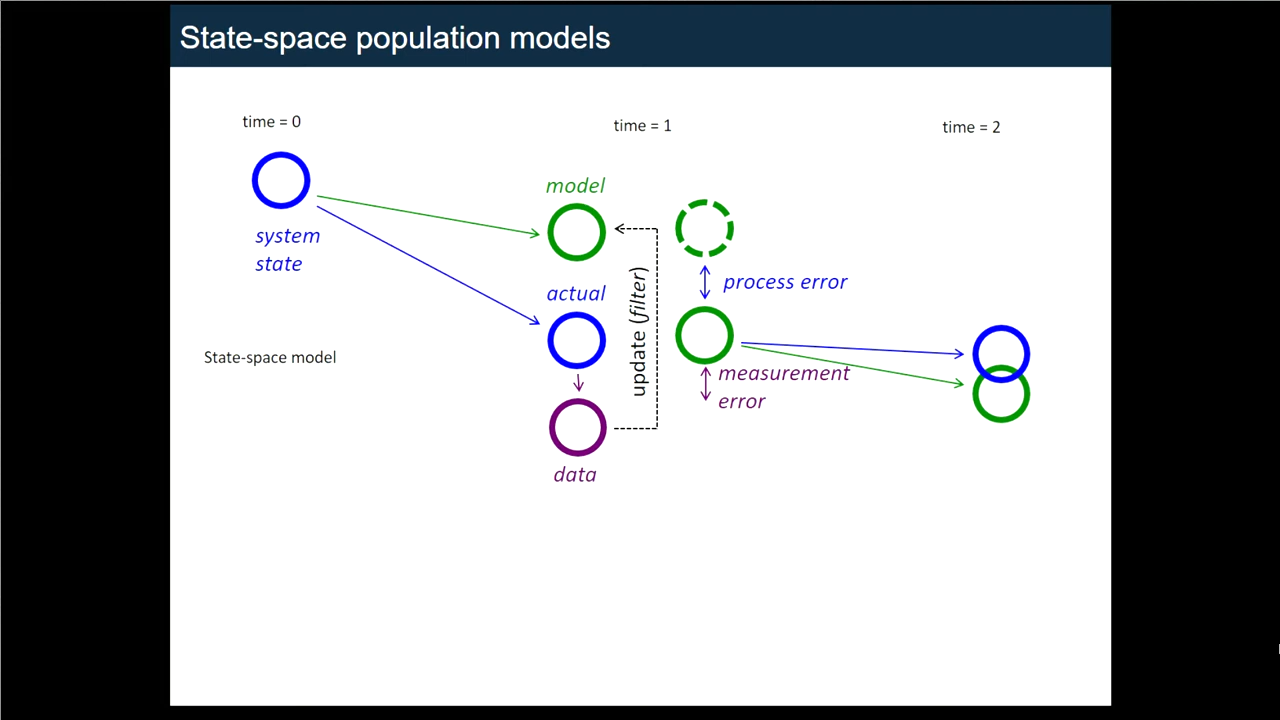 State-space population models
time = 0
time = 1
time = 2
model
system
state
actual
process error
update (filter)
State-space model
measurement
error
data